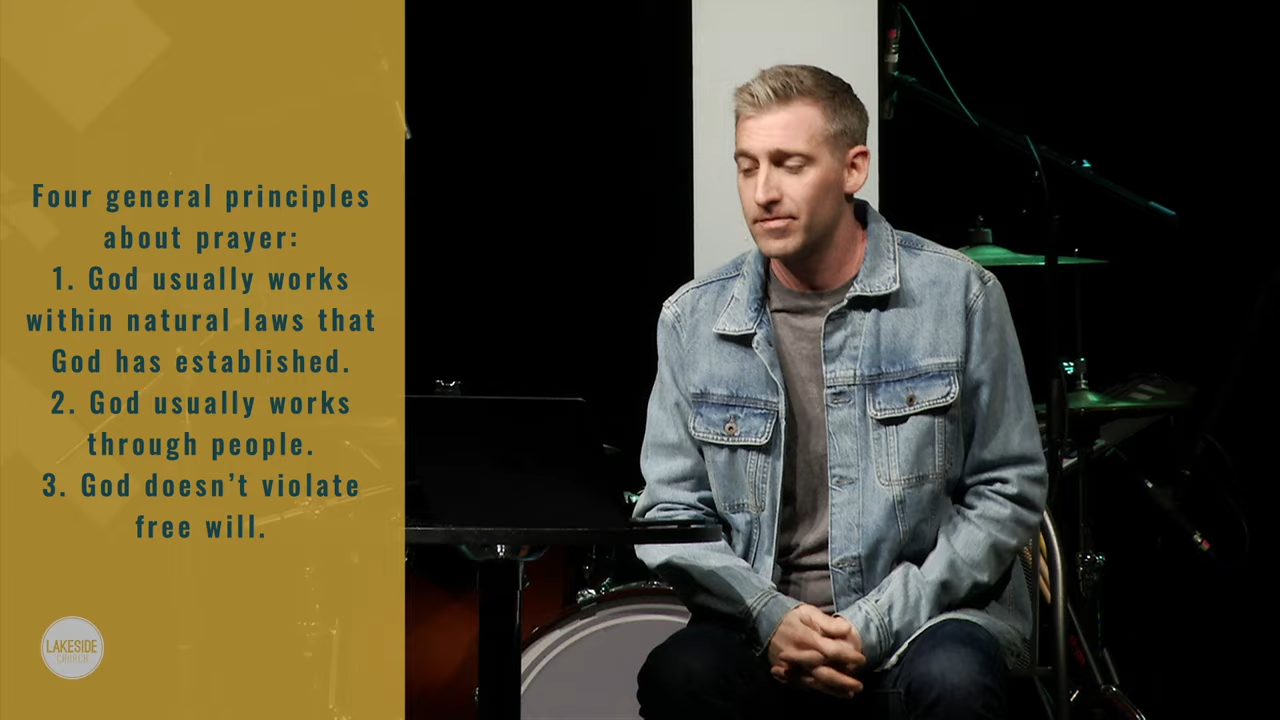 Four general principles
about prayer:
1. God usually works
within natural laws that
God has established.
2. God usually works
through people.
3. God doesn’t violate
free will.
LAKESIDE
CHURCH